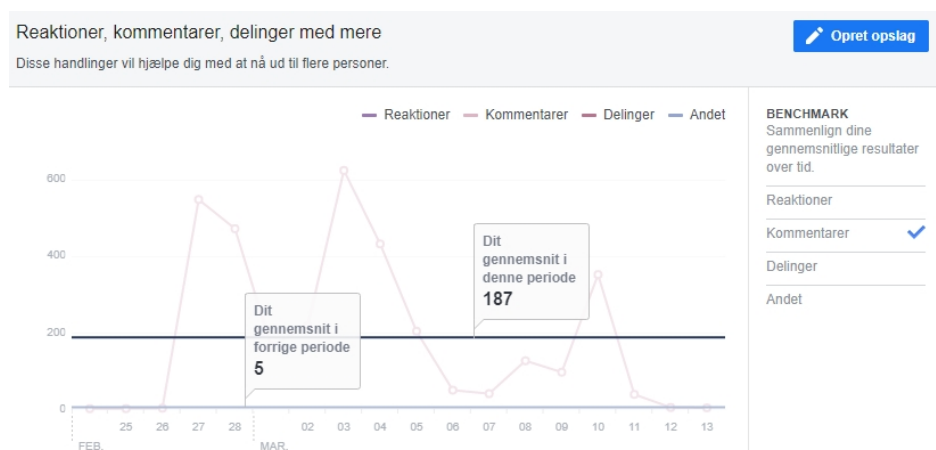 Reaktioner, kommentarer, delinger med mere
Opret opslag
Disse handlinger vil hjælpe dig med at nå ud til flere personer.
Reaktioner
Kommentarer
Delinger
Andet
BENCHMARK
Sammenlign dine
gennemsnitlige resultater
over tid.
Reaktioner
Kommentarer
Delinger
Andet
600
400
200
0
Dit
gennemsnit i
denne periode
187
Dit
gennemsnit i
forrige periode
5
25 26 27 28 02 03 04 05 06 07 08 09 10 11 12 13
FEB. MAR.